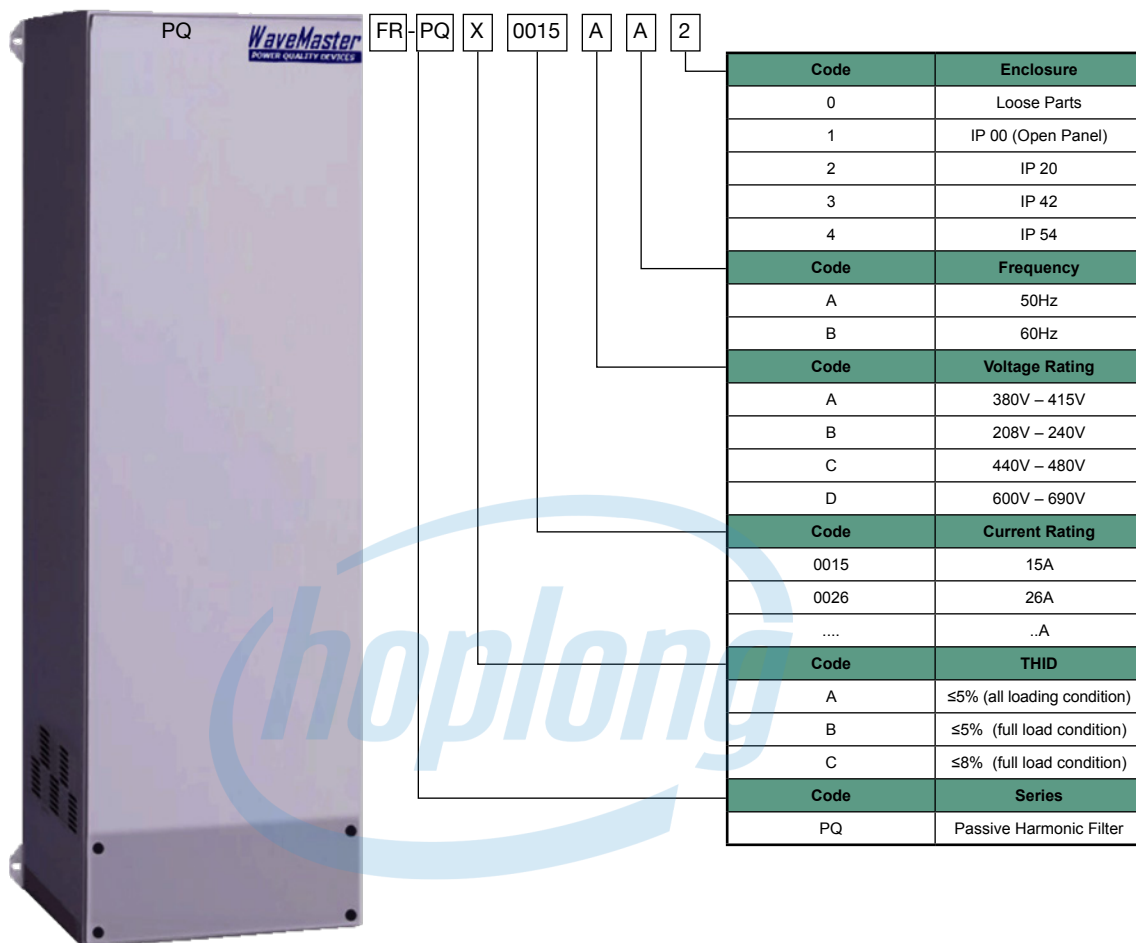 PQ
WaveMaster
POWER QUALITY DEVICES
FR-PQ X 0015 A A 2
Code Enclosure
0 Loose Parts
1 IP 00 (Open Panel)
2 IP 20
3 IP 42
4 IP 54
Code Frequency
A 50Hz
B 60Hz
Code Voltage Rating
A 380V – 415V
B 208V – 240V
C 440V – 480V
D 600V – 690V
Code Current Rating
0015 15A
0026 26A
.... ..A
Code THID
A ≤5% (all loading condition)
B ≤5% (full load condition)
C ≤8% (full load condition)
Code Series
PQ Passive Harmonic Filter
hoplong